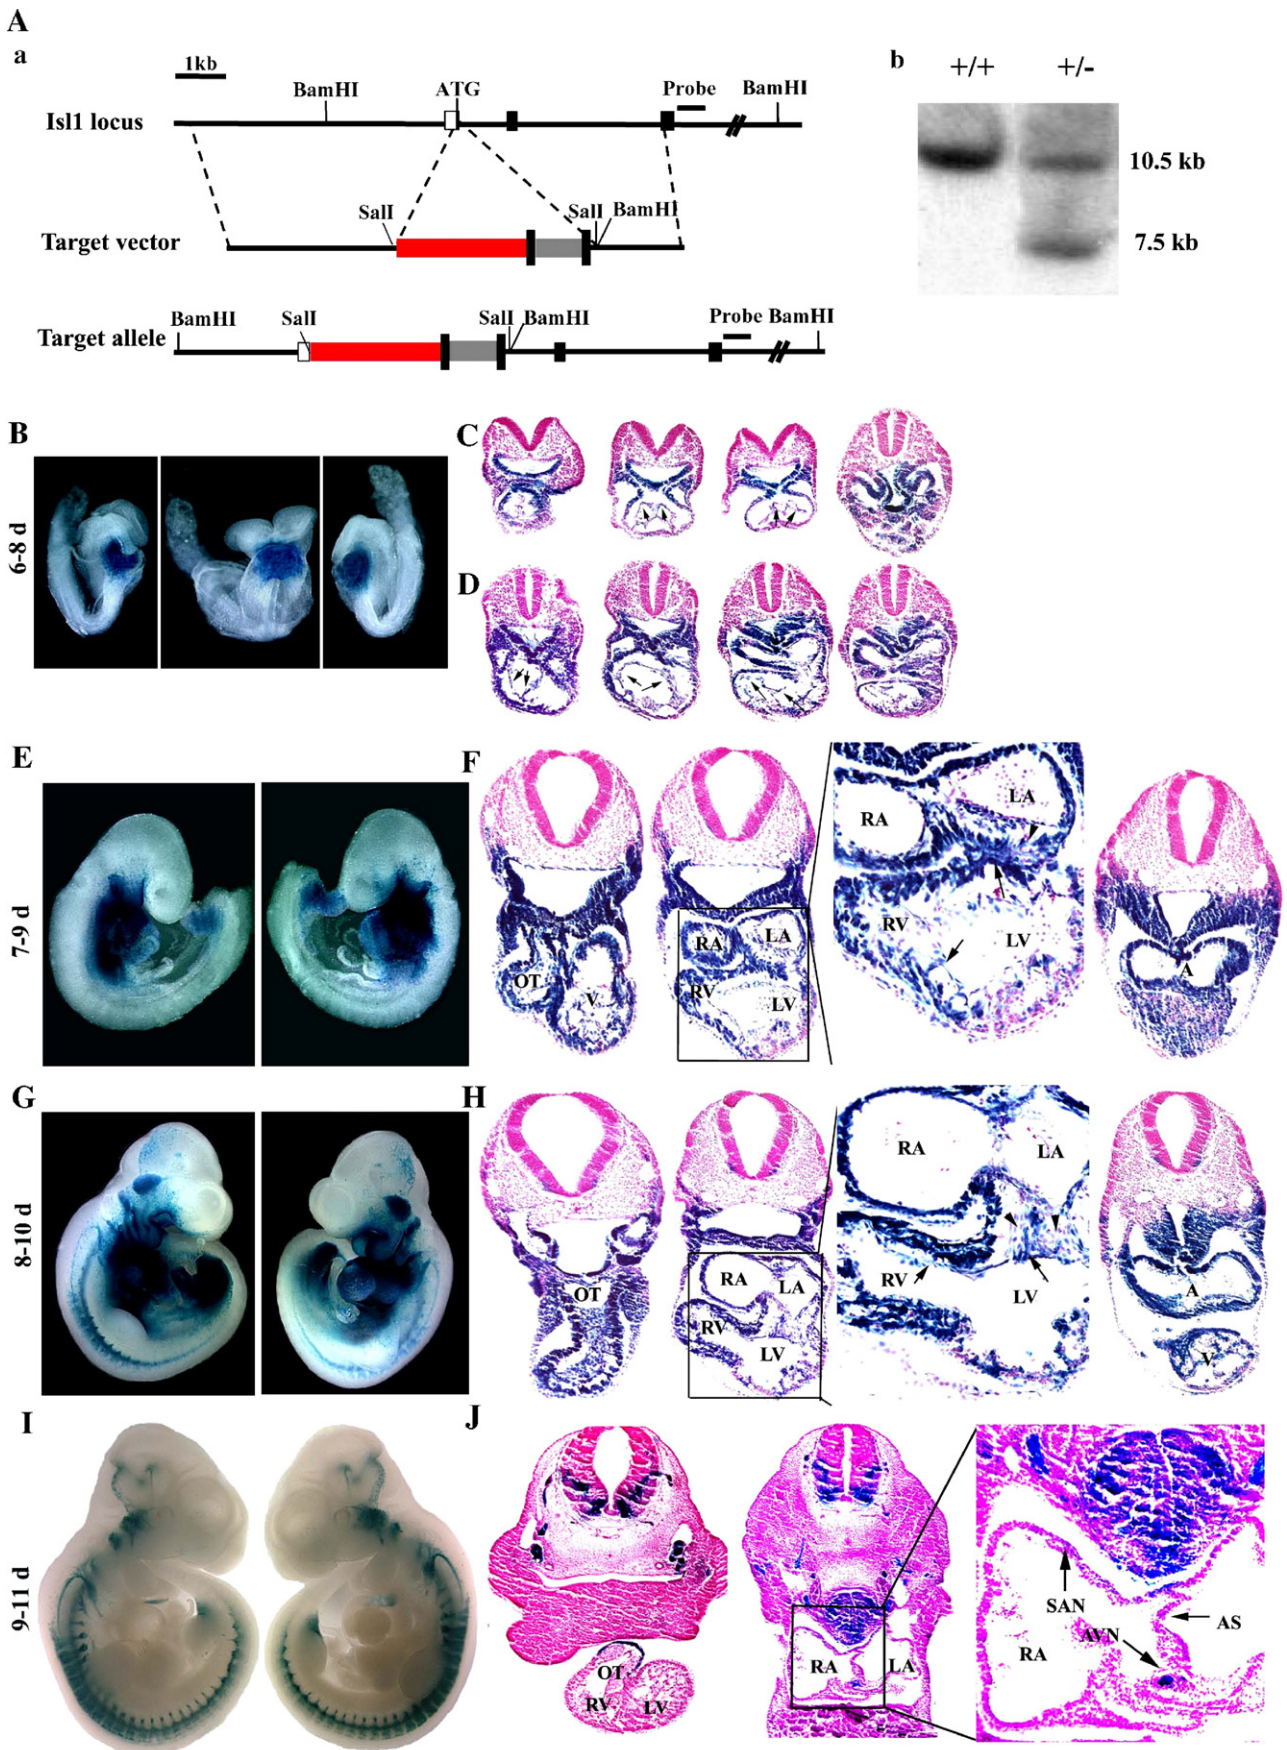 A
a
1kb
BamHI
ATG
Probe
BamHI
Isl1 locus
SalI
SalI
BamHI
Target vector
BamHI
SalI
SalI
BamHI
Probe
BamHI
Target allele
b
+/+
+/-
10.5 kb
7.5 kb
B
6-8 d
C
D
E
7-9 d
F
OT
V
RA
LA
RV
LV
RA
LA
RV
LV
A
G
8-10 d
H
OT
RA
LA
RV
LV
RA
LA
RV
LV
A
V
I
9-11 d
J
OT
RV
LV
RA
LA
SAN
AVN
AS
RA